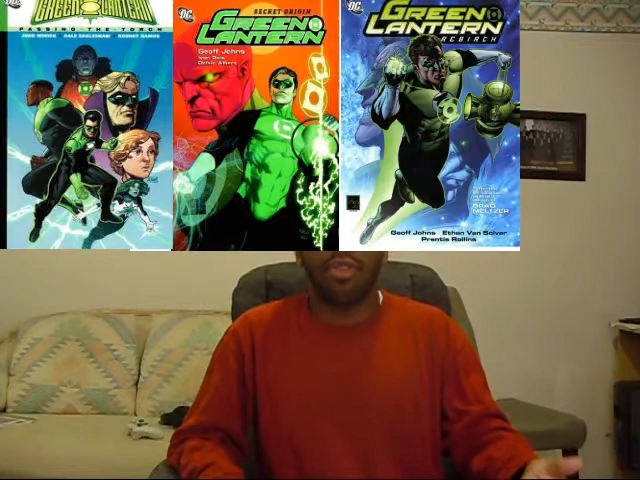 DC
GREEN LANTERN
PASSING THE TORCH
DC
SECRET ORIGIN
GREEN LANTERN
Geoff Johns
Ivan Reis
Oclair Albert
DC
GREEN
LANTERN
REBIRTH
BRAD
MELTZER
Geoff Johns Ethan Van Sciver
Prentis Rollins